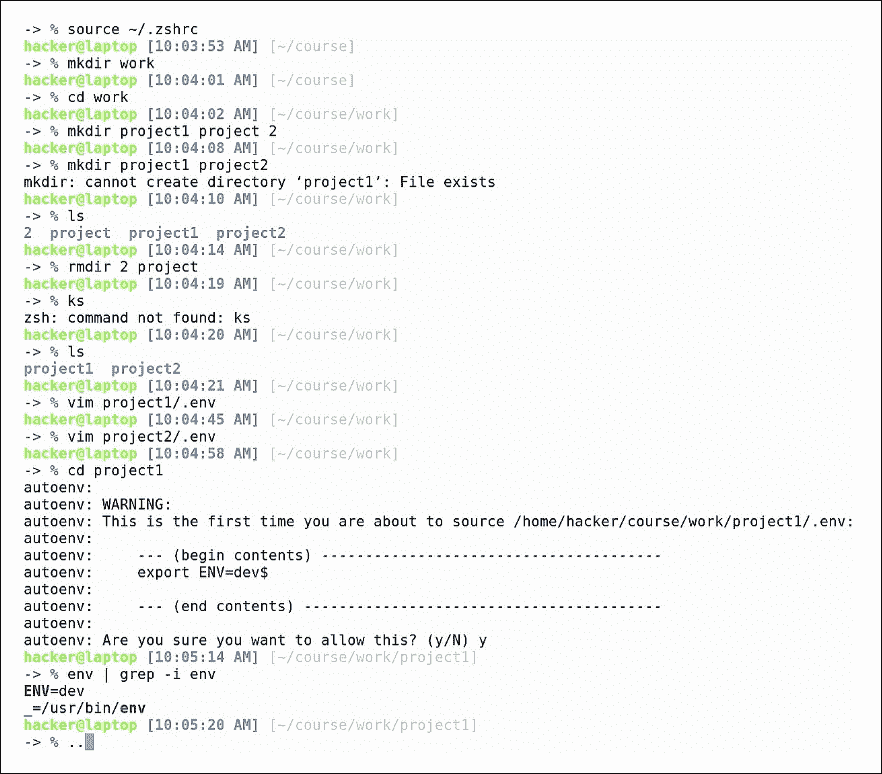 -> % source ~/.zshrc
hacker@laptop [10:03:53 AM] [~/course]
-> % mkdir work
hacker@laptop [10:04:01 AM] [~/course]
-> % cd work
hacker@laptop [10:04:02 AM] [~/course/work]
-> % mkdir project1 project 2
hacker@laptop [10:04:08 AM] [~/course/work]
-> % mkdir project1 project2
mkdir: cannot create directory ‘project1’: File exists
hacker@laptop [10:04:10 AM] [~/course/work]
-> % ls
2  project  project1  project2
hacker@laptop [10:04:14 AM] [~/course/work]
-> % rmdir 2 project
hacker@laptop [10:04:19 AM] [~/course/work]
-> % ks
zsh: command not found: ks
hacker@laptop [10:04:20 AM] [~/course/work]
-> % ls
project1  project2
hacker@laptop [10:04:21 AM] [~/course/work]
-> % vim project1/.env
hacker@laptop [10:04:45 AM] [~/course/work]
-> % vim project2/.env
hacker@laptop [10:04:58 AM] [~/course/work]
-> % cd project1
autoenv:
autoenv: WARNING:
autoenv: This is the first time you are about to source /home/hacker/course/work/project1/.env:
autoenv:
autoenv:     --- (begin contents) ---------------------------------------
autoenv:     export ENV=dev$
autoenv:
autoenv:     --- (end contents) -----------------------------------------
autoenv:
autoenv: Are you sure you want to allow this? (y/N) y
hacker@laptop [10:05:14 AM] [~/course/work/project1]
-> % env | grep -i env
ENV=dev
_=/usr/bin/env
hacker@laptop [10:05:20 AM] [~/course/work/project1]
-> % ..